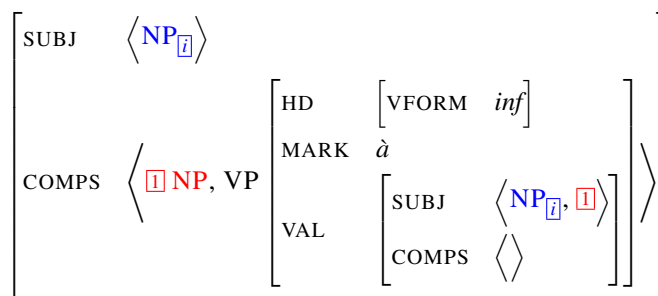 SUBJ ⟨NP[i]⟩
HD [VFORM inf]
MARK à
COMPS ⟨[1] NP, VP
SUBJ ⟨NP[i], [1]⟩
VAL
COMPS ⟨⟩